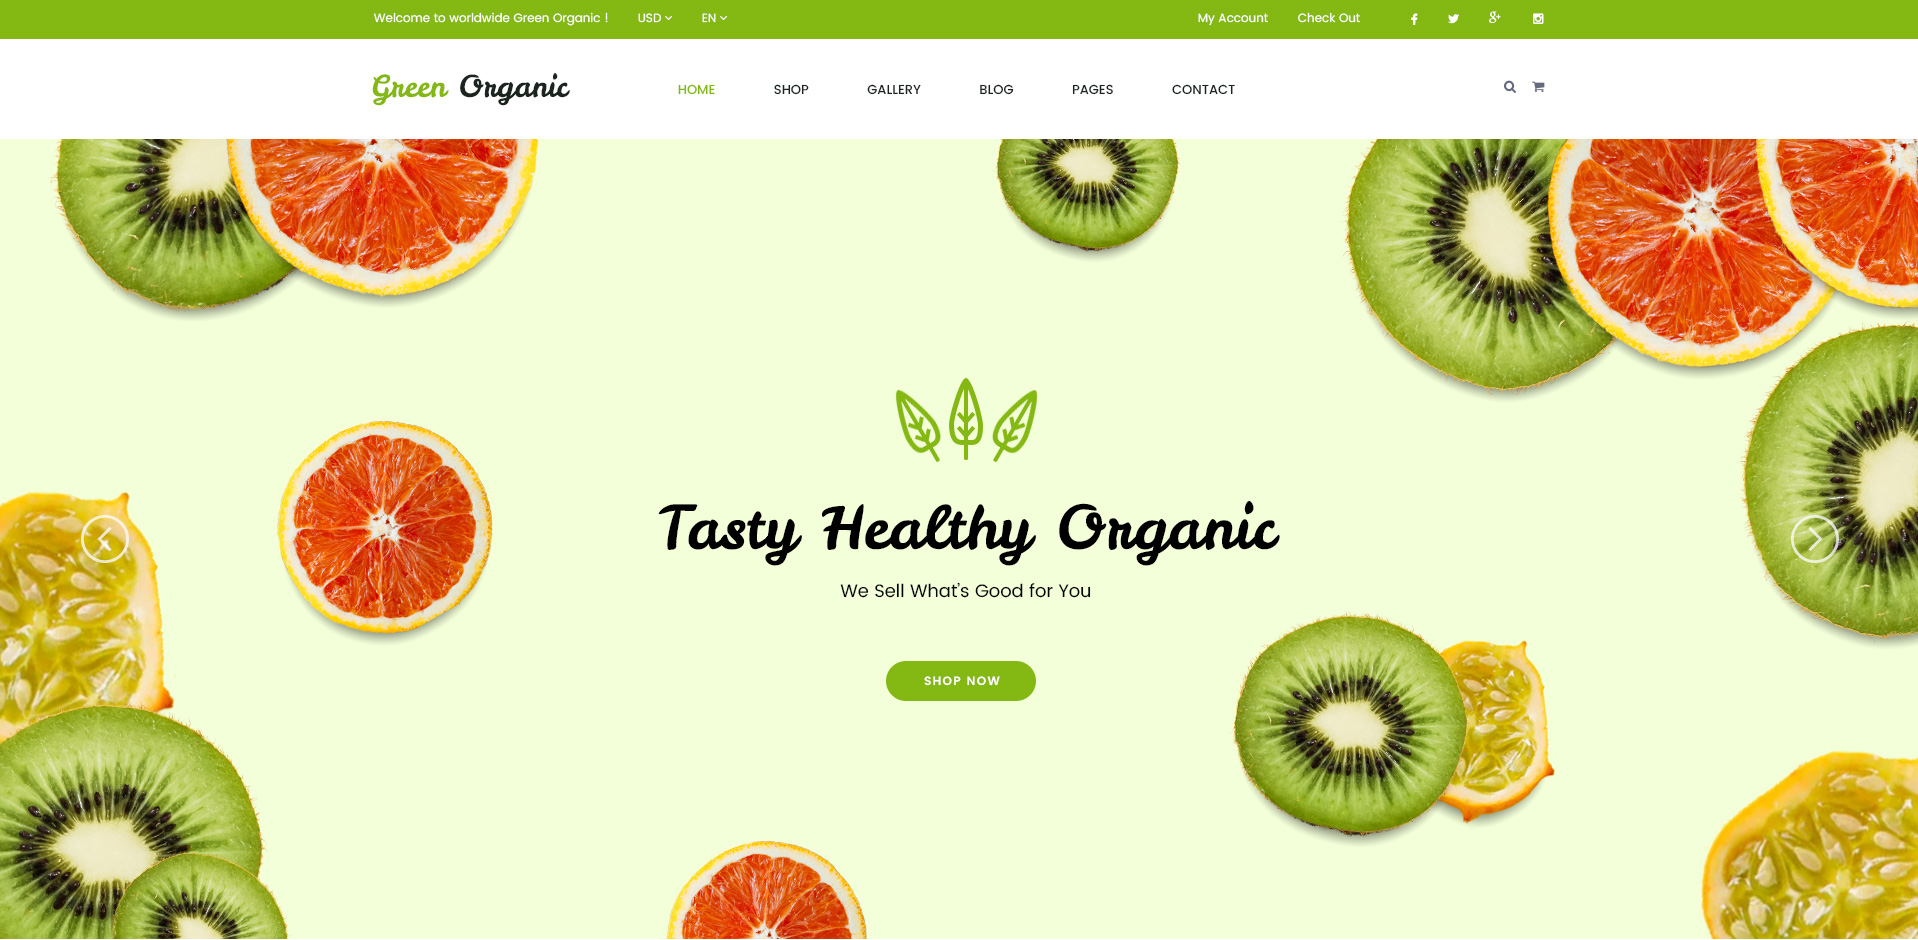 Welcome to worldwide Green Organic ! USD EN My Account Check Out
Green Organic HOME SHOP GALLERY BLOG PAGES CONTACT
Tasty Healthy Organic
We Sell What's Good for You
SHOP NOW